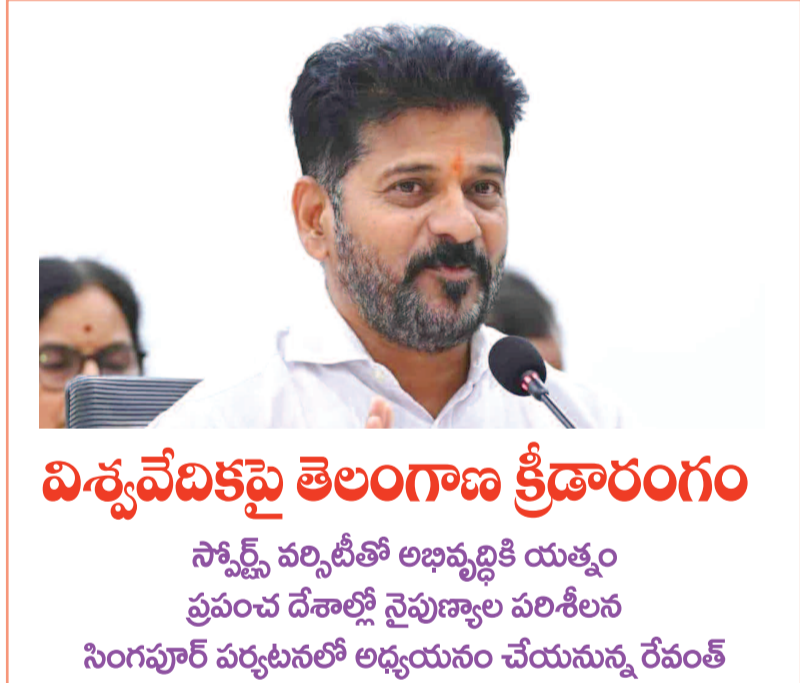 విశ్వవేదికపై తెలంగాణ క్రీడారంగం
స్పోర్ట్స్ వర్సిటీతో అభివృద్ధికి యత్నం
ప్రపంచ దేశాల్లో నైపుణ్యాల పరిశీలన
సింగపూర్ పర్యటనలో అధ్యయనం చేయనున్న రేవంత్